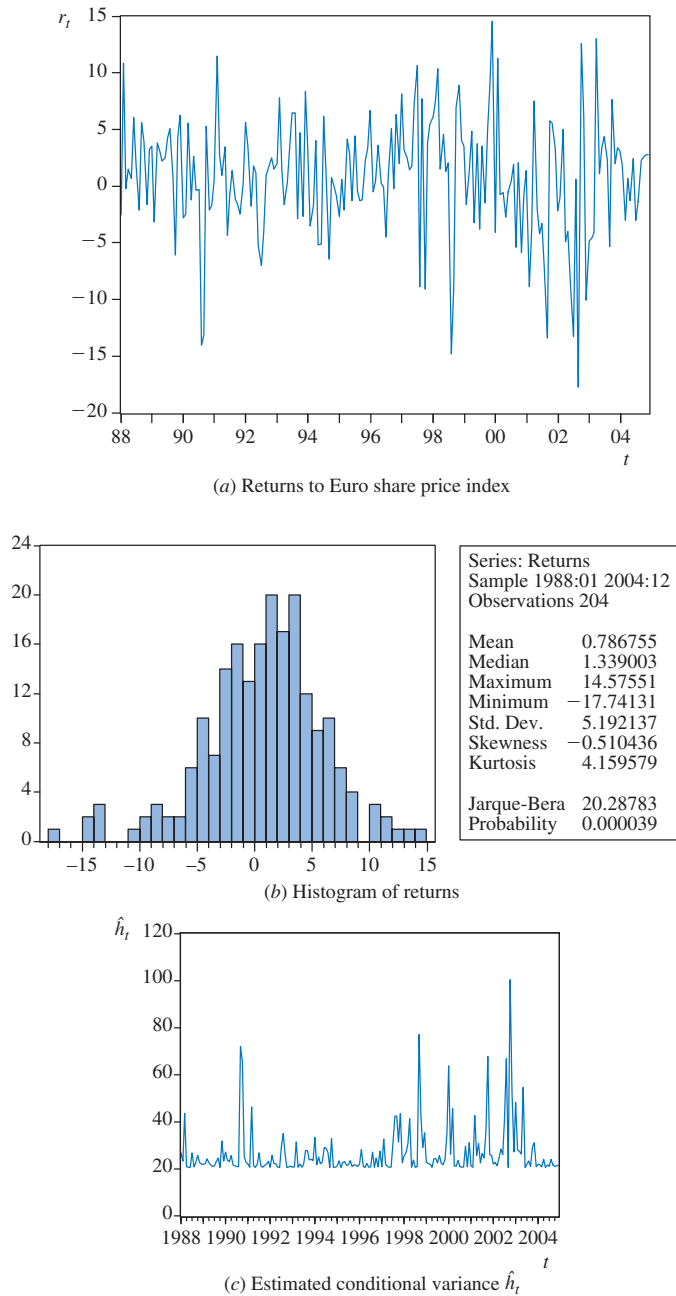 r_t
15
10
5
0
−5
−10
−15
−20
88 90 92 94 96 98 00 02 04
t
(a) Returns to Euro share price index
24
20
16
12
8
4
0
−15 −10 −5 0 5 10 15
(b) Histogram of returns
Series: Returns
Sample 1988:01 2004:12
Observations 204
Mean 0.786755
Median 1.339003
Maximum 14.57551
Minimum −17.74131
Std. Dev. 5.192137
Skewness −0.510436
Kurtosis 4.159579
Jarque-Bera 20.28783
Probability 0.000039
ĥ_t
120
100
80
60
40
20
0
1988 1990 1992 1994 1996 1998 2000 2002 2004
t
(c) Estimated conditional variance ĥ_t